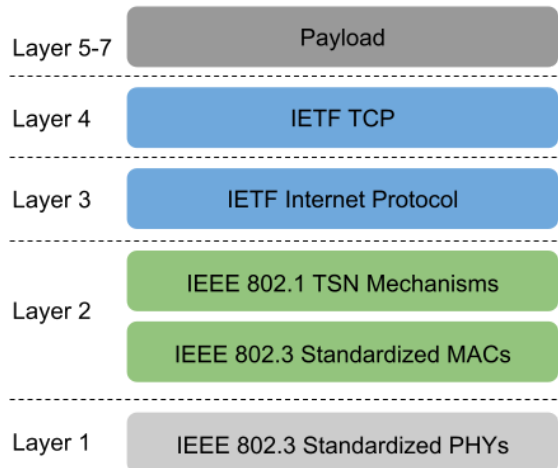 Layer 5-7
Payload
Layer 4
IETF TCP
Layer 3
IETF Internet Protocol
Layer 2
IEEE 802.1 TSN Mechanisms
IEEE 802.3 Standardized MACs
Layer 1
IEEE 802.3 Standardized PHYs